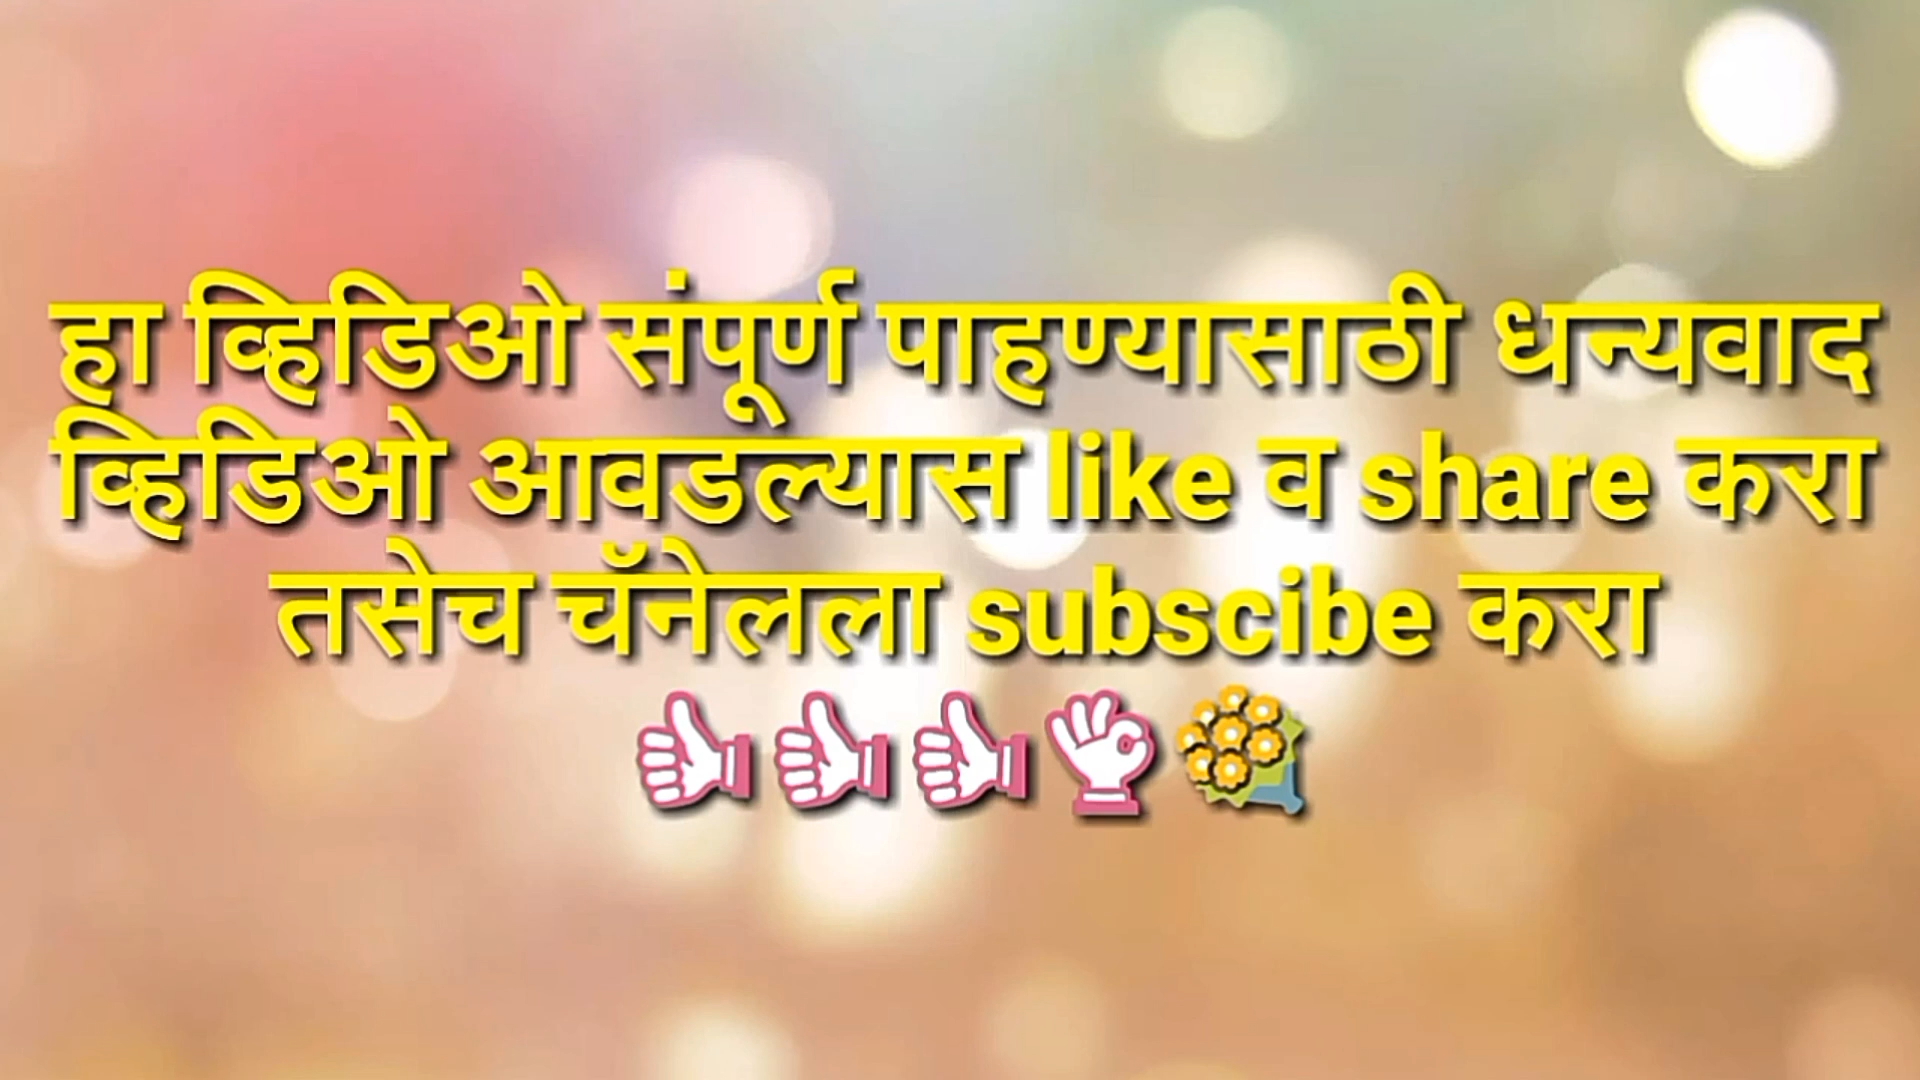 हा व्हिडिओ संपूर्ण पाहण्यासाठी धन्यवाद
व्हिडिओ आवडल्यास like व share करा
तसेच चॅनेलला subscibe करा
👍👍👍👌💐